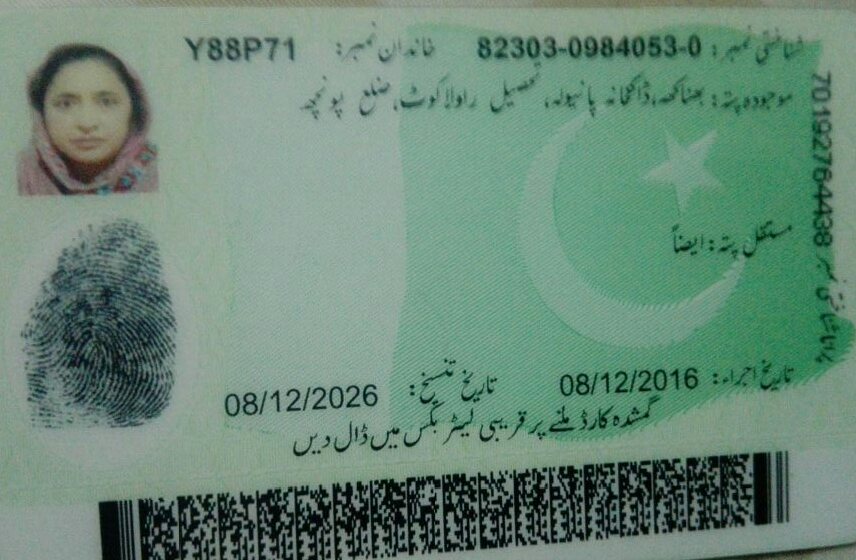 شناختی نمبر: 82303-0984053-0 خاندان نمبر: Y88P71
موجودہ پتہ: بھناکھہ، ڈاکخانہ پانیولہ، تحصیل راولاکوٹ، ضلع پونچھ
701927644438
مستقل پتہ: ایضاً
تاریخ اجراء: 08/12/2016 تاریخ تنسیخ: 08/12/2026
گمشدہ کارڈ ملنے پر قریبی لیٹر بکس میں ڈال دیں